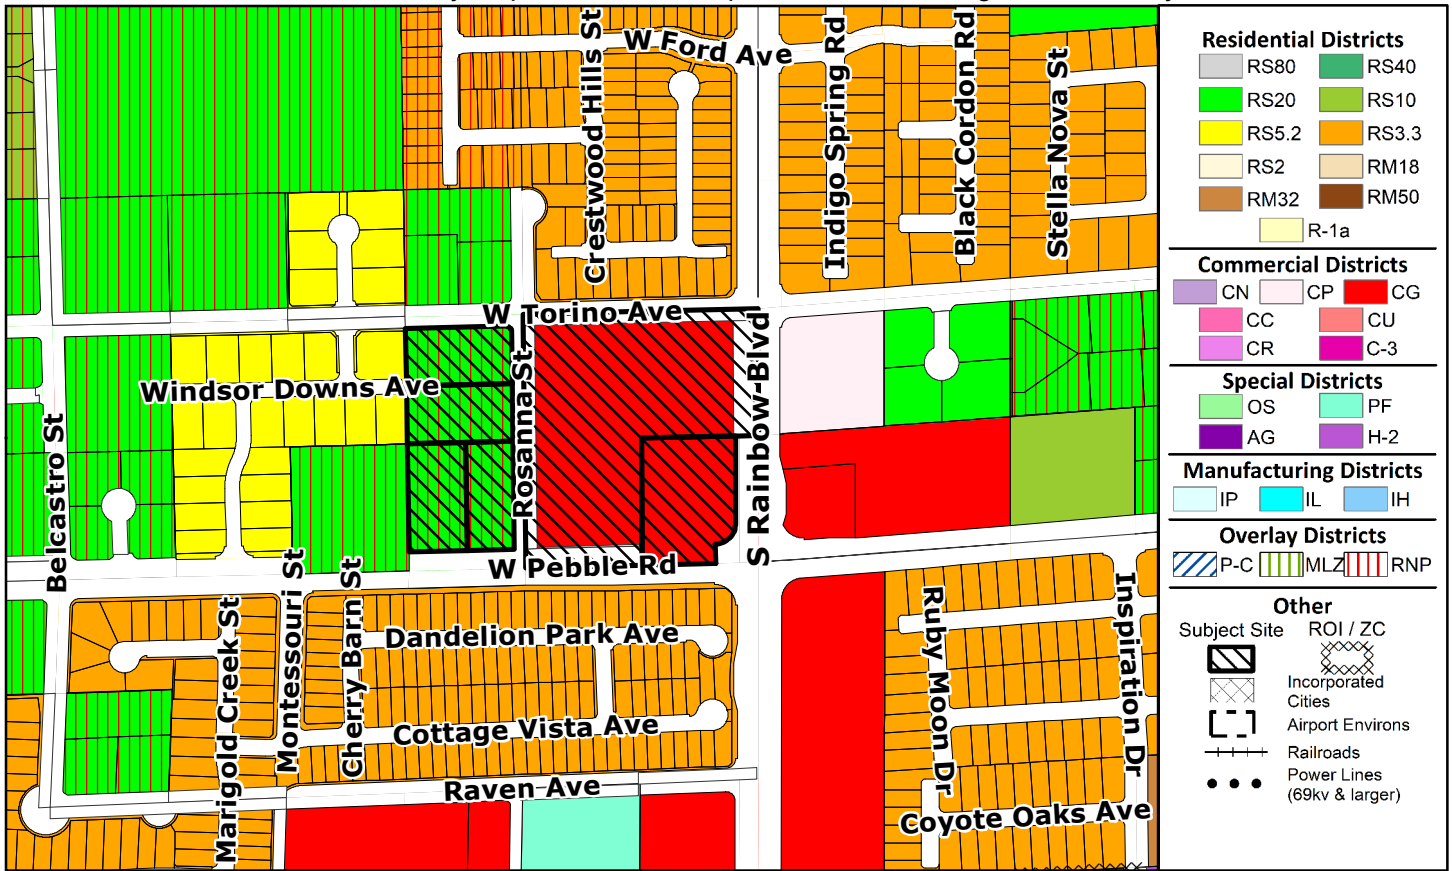 W Ford Ave
Crestwood Hills St
Indigo Spring Rd
Black Cordon Rd
Stella Nova St
W Torino Ave
Windsor Downs Ave
Rosanna St
S Rainbow Blvd
Belcastro St
W Pebble Rd
Montessouri St
Cherry Barn St
Marigold Creek St
Dandelion Park Ave
Cottage Vista Ave
Raven Ave
Ruby Moon Dr
Inspiration Dr
Coyote Oaks Ave
Residential Districts
RS80 RS40
RS20 RS10
RS5.2 RS3.3
RS2 RM18
RM32 RM50
R-1a
Commercial Districts
CN CP CG
CC CU
CR C-3
Special Districts
OS PF
AG H-2
Manufacturing Districts
IP IL IH
Overlay Districts
P-C MLZ RNP
Other
Subject Site ROI / ZC
Incorporated
Cities
Airport Environs
Railroads
Power Lines
(69kv & larger)